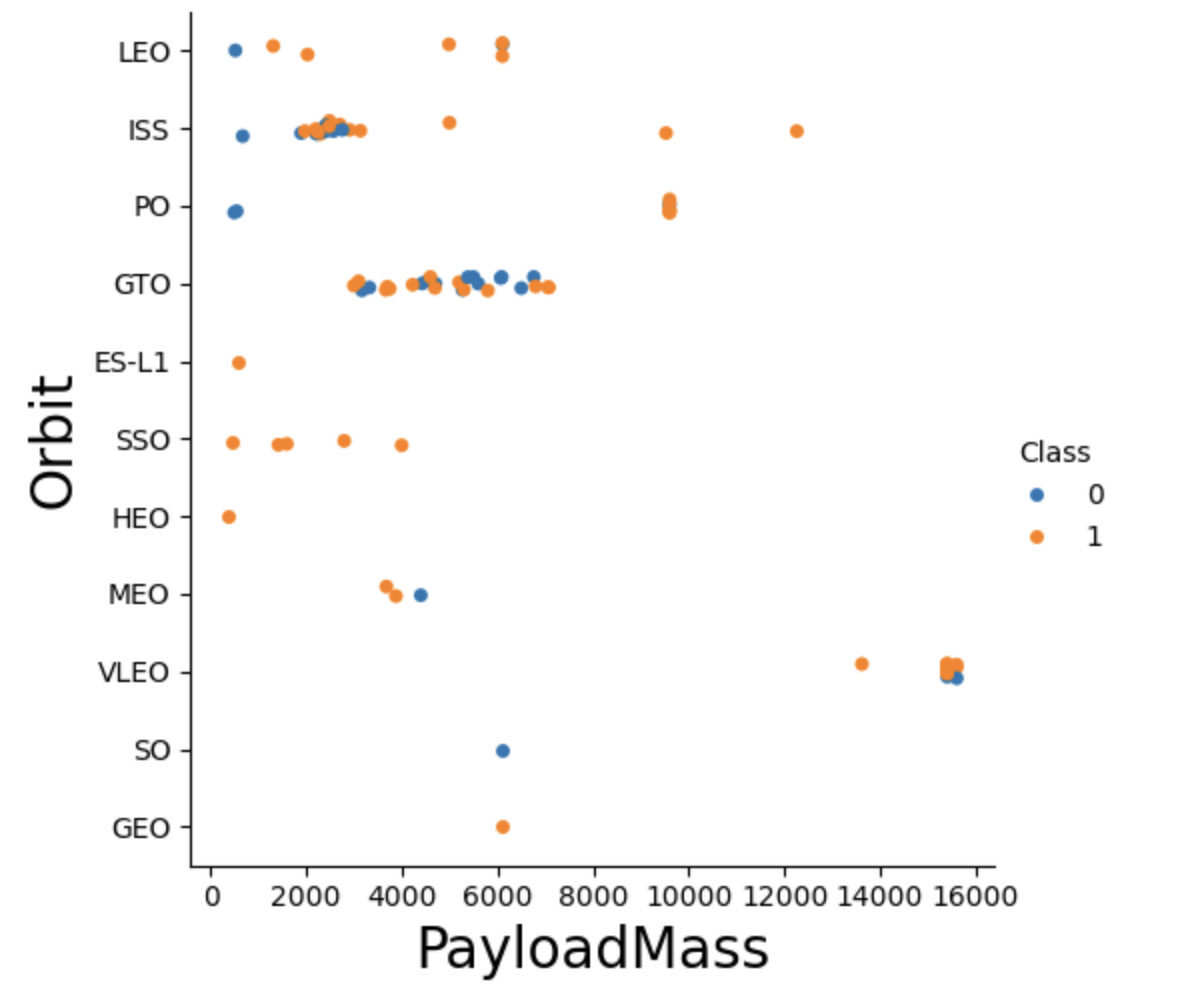 LEO
ISS
PO
GTO
ES-L1
SSO
HEO
MEO
VLEO
SO
GEO
Orbit
0 2000 4000 6000 8000 10000 12000 14000 16000
PayloadMass
Class
0
1